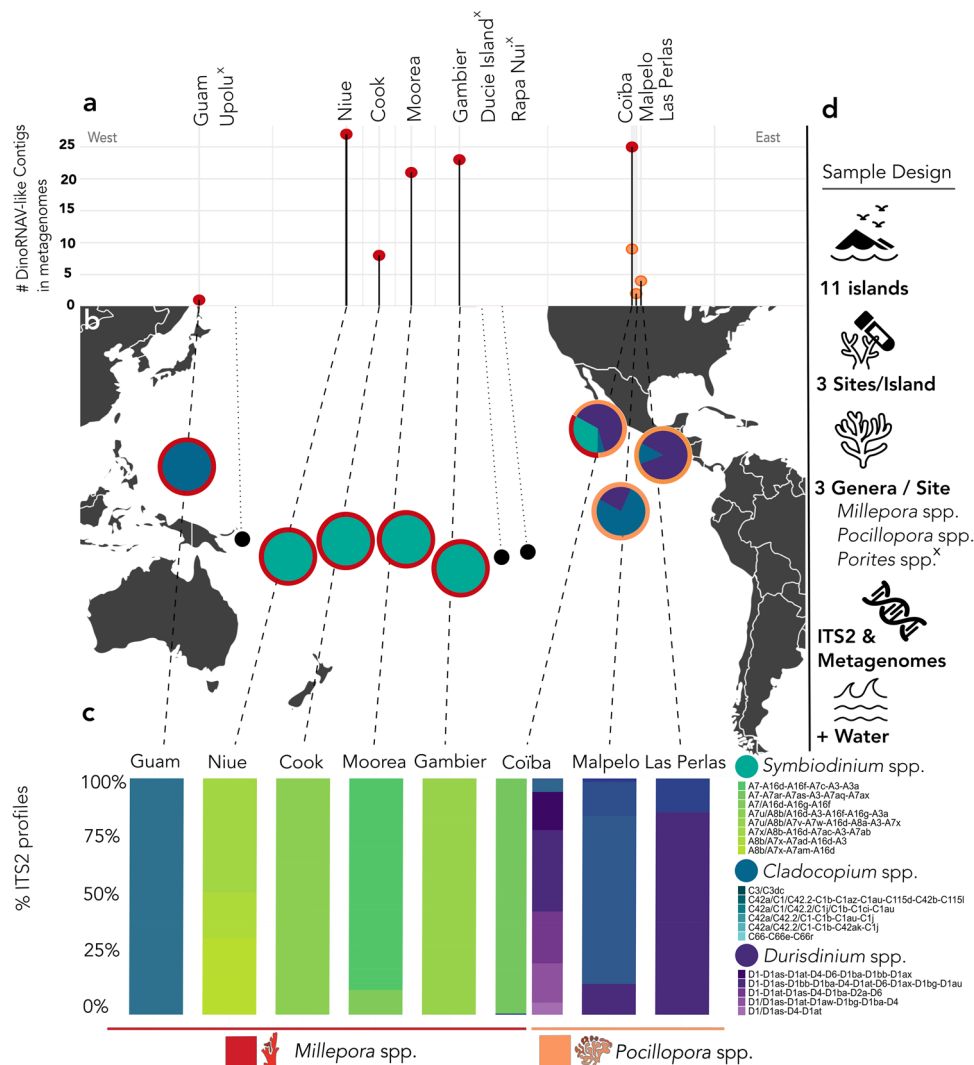 Guam
Upolu^x
Niue
Cook
Moorea
Gambier
Ducie Island^x
Rapa Nui^x
Coïba
Malpelo
Las Perlas
a
West
East
# DinoRNAV-like Contigs
in metagenomes
25
20
15
10
5
0
b
d
Sample Design
11 islands
3 Sites/Island
3 Genera / Site
Millepora spp.
Pocillopora spp.
Porites spp.^x
ITS2 &
Metagenomes
+ Water
c
Guam
Niue
Cook
Moorea
Gambier
Coïba
Malpelo
Las Perlas
% ITS2 profiles
100%
75%
50%
25%
0%
Symbiodinium spp.
A7-A16d-A16f-A7c-A3-A3a
A7-A7ar-A7as-A3-A7aq-A7ax
A7/A16d-A16g-A16f
A7u/A8b/A16d-A3-A16f-A16g-A3a
A7u/A8b/A7v-A7w-A16d-A8a-A3-A7x
A7x/A8b-A16d-A7ac-A3-A7ab
A8b/A7x-A7ad-A16d-A3
A8b/A7x-A7am-A16d
Cladocopium spp.
C3/C3dc
C42a/C1/C42.2-C1b-C1az-C1au-C115d-C42b-C115l
C42a/C1/C42.2/C1j/C1b-C1ci-C1au
C42a/C42.2/C1-C1b-C1au-C1j
C42a/C42.2/C1-C1b-C42ak-C1j
C66-C66e-C66r
Durisdinium spp.
D1-D1as-D1at-D4-D6-D1ba-D1bb-D1ax
D1-D1as-D1bb-D1ba-D4-D1at-D6-D1ax-D1bg-D1au
D1-D1at-D1as-D4-D1ba-D2a-D6
D1/D1as-D1at-D1aw-D1bg-D1ba-D4
D1/D1as-D4-D1at
Millepora spp.
Pocillopora spp.